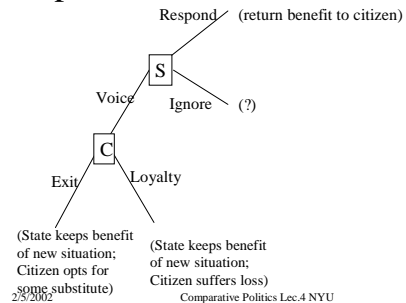 Respond (return benefit to citizen)
S
Voice
Ignore (?)
C
Exit
Loyalty
(State keeps benefit
of new situation;
Citizen opts for
some substitute)
(State keeps benefit
of new situation;
Citizen suffers loss)
2/5/2002
Comparative Politics Lec.4 NYU